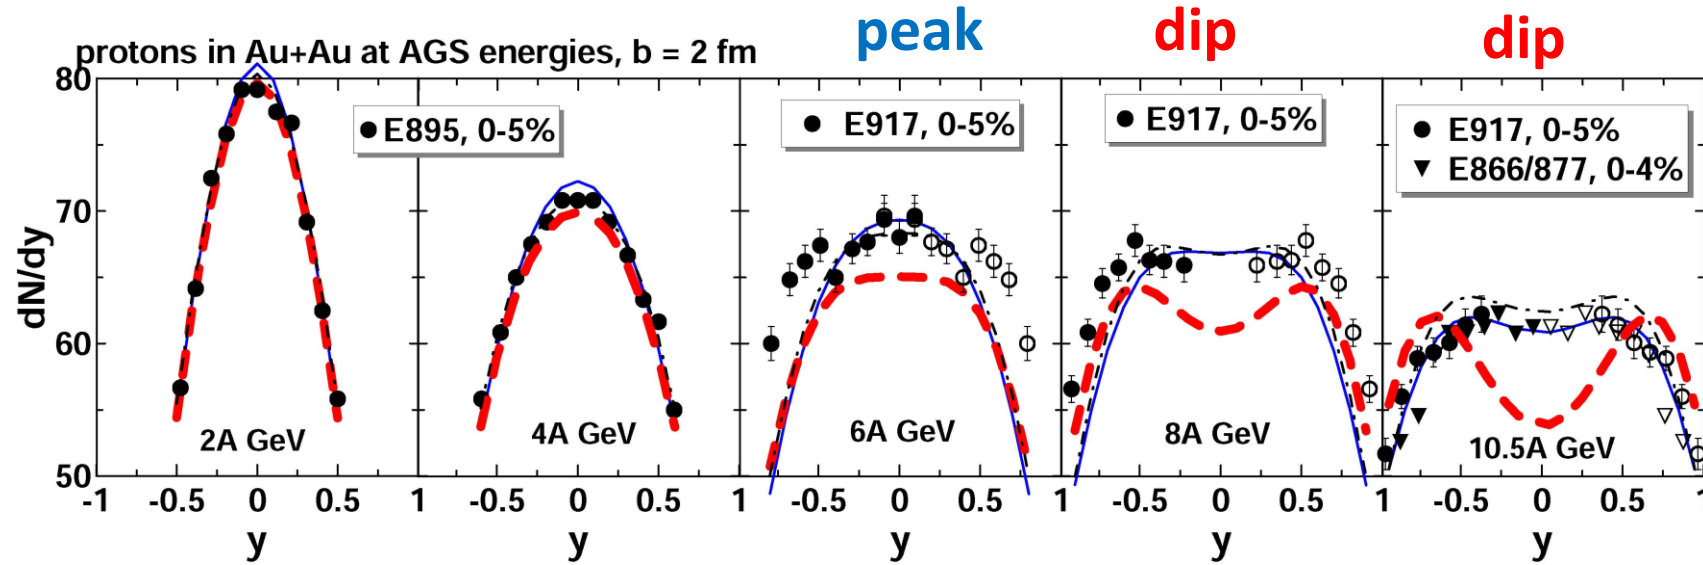 peak dip dip
protons in Au+Au at AGS energies, b = 2 fm
E895, 0-5%
E917, 0-5%
E917, 0-5%
E917, 0-5%
E866/877, 0-4%
dN/dy
80
70
60
50
2A GeV
4A GeV
6A GeV
8A GeV
10.5A GeV
-1 -0.5 0 0.5 1 -0.5 0 0.5 1 -0.5 0 0.5 1 -0.5 0 0.5 1 -0.5 0 0.5 1
y y y y y